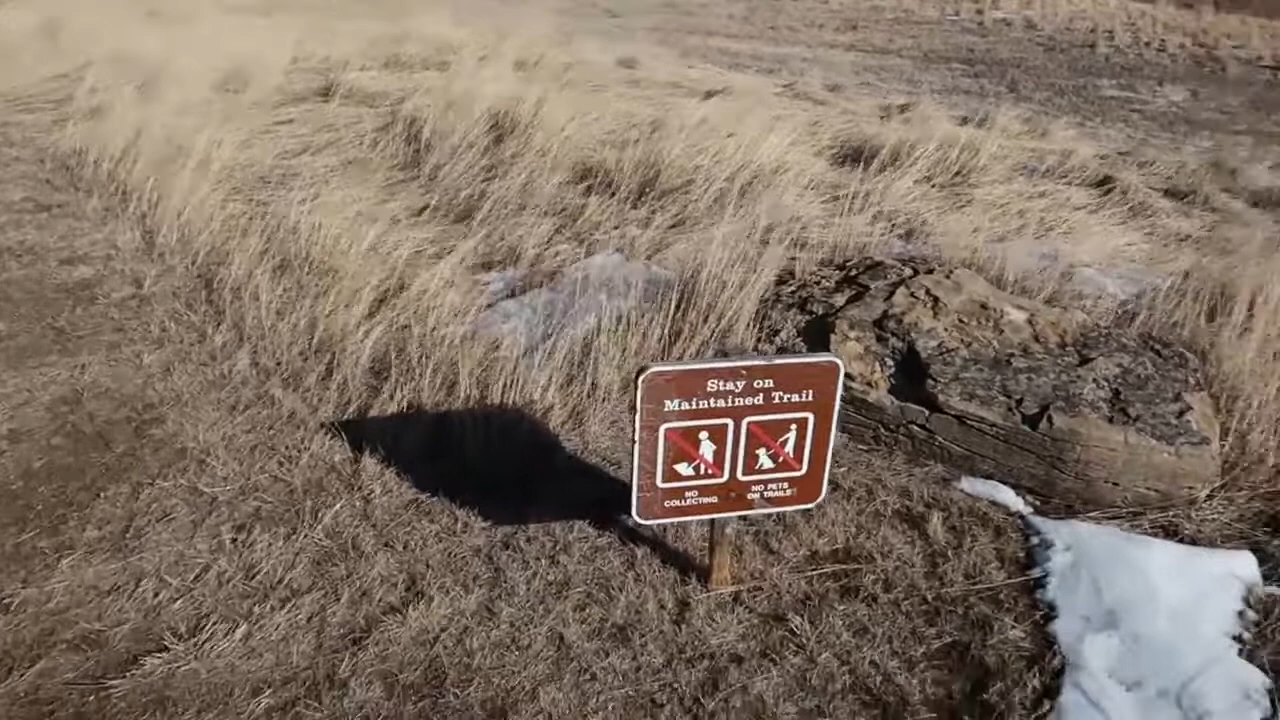 Stay on
Maintained Trail
NO
COLLECTING
NO PETS
ON TRAILS